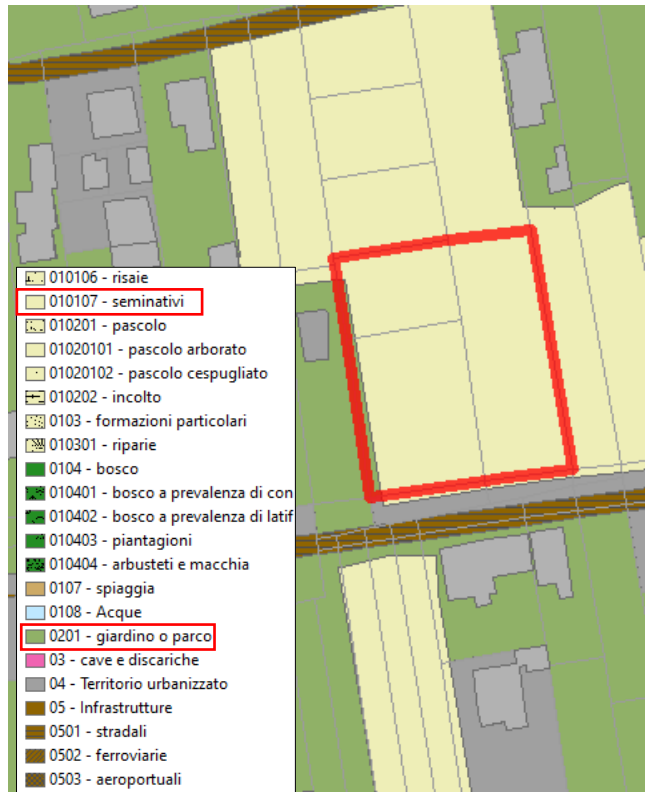 010106 - risaie
010107 - seminativi
010201 - pascolo
01020101 - pascolo arborato
01020102 - pascolo cespugliato
010202 - incolto
0103 - formazioni particolari
010301 - riparie
0104 - bosco
010401 - bosco a prevalenza di con
010402 - bosco a prevalenza di latif
010403 - piantagioni
010404 - arbusteti e macchia
0107 - spiaggia
0108 - Acque
0201 - giardino o parco
03 - cave e discariche
04 - Territorio urbanizzato
05 - Infrastrutture
0501 - stradali
0502 - ferroviarie
0503 - aeroportuali